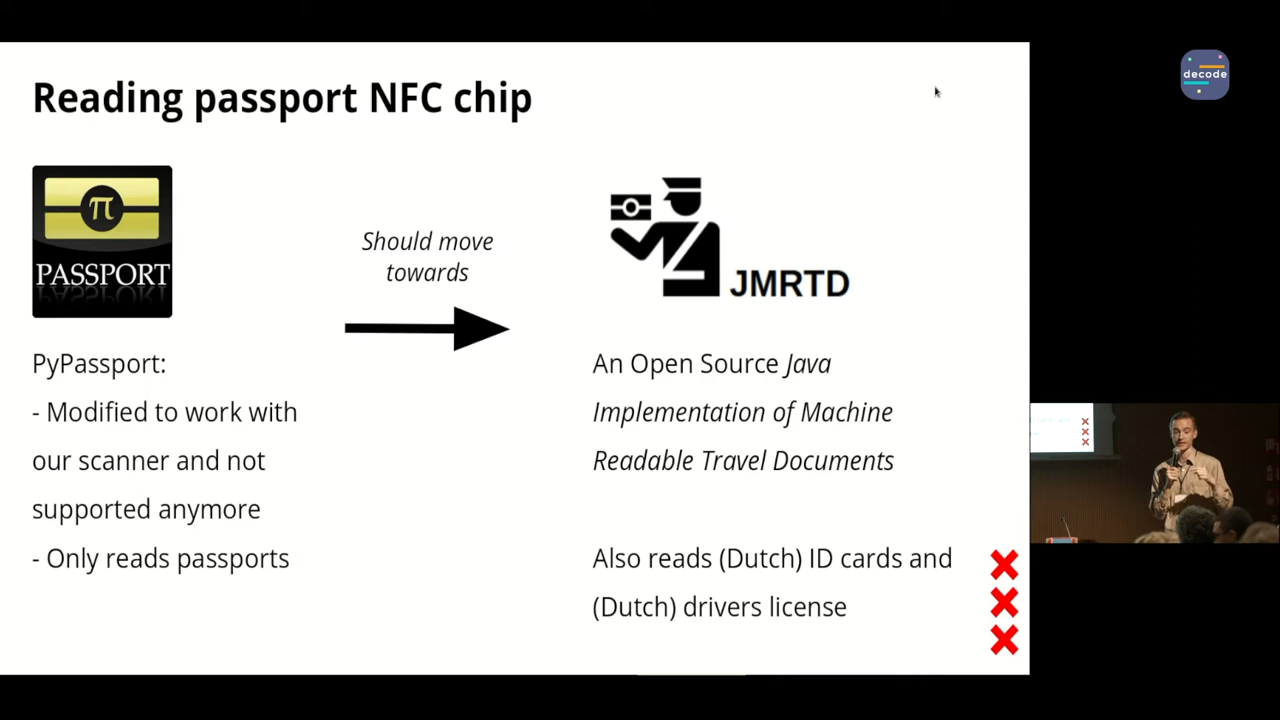 Reading passport NFC chip
decode
π
PASSPORT
Should move
towards
JMRTD
PyPassport:
- Modified to work with
our scanner and not
supported anymore
- Only reads passports
An Open Source Java
Implementation of Machine
Readable Travel Documents
Also reads (Dutch) ID cards and
(Dutch) drivers license